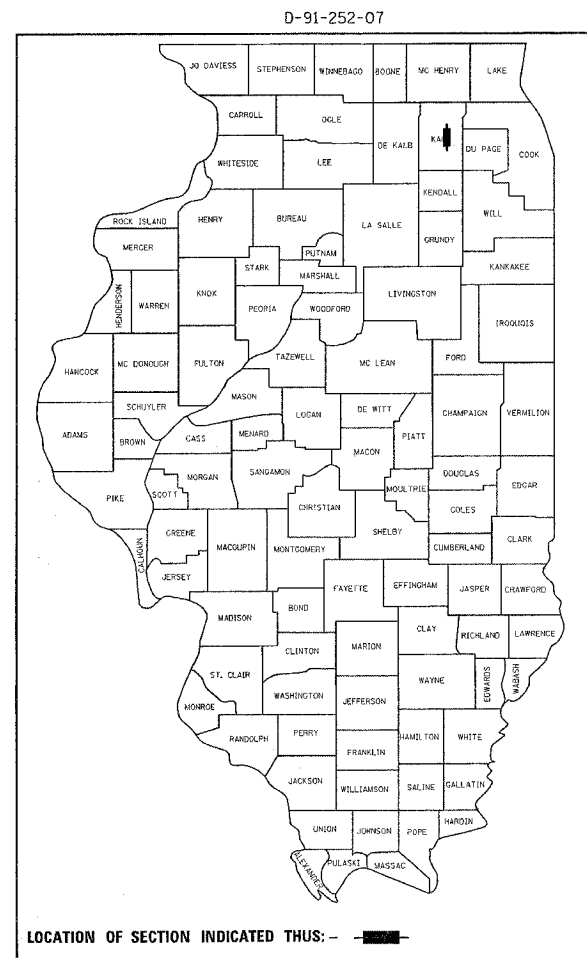 D-91-252-07
JO DAVIESS STEPHENSON WINNEBAGO BOONE MC HENRY LAKE
CARROLL OGLE DE KALB KA DU PAGE COOK
WHITESIDE LEE
KENDALL
ROCK ISLAND HENRY BUREAU LA SALLE GRUNDY WILL
MERCER PUTNAM
STARK MARSHALL KANKAKEE
HENDERSON WARREN KNOX PEORIA WOODFORD LIVINGSTON IROQUOIS
HANCOCK MC DONOUGH FULTON TAZEWELL MC LEAN FORD
MASON
SCHUYLER LOGAN DE WITT CHAMPAIGN VERMILION
ADAMS BROWN CASS MENARD MACON PIATT
PIKE SCOTT MORGAN SANGAMON MOULTRIE DOUGLAS EDGAR
CHRISTIAN COLES
SHELBY
CALHOUN GREENE MACOUPIN MONTGOMERY CUMBERLAND CLARK
JERSEY FAYETTE EFFINGHAM JASPER CRAWFORD
MADISON BOND
CLAY RICHLAND LAWRENCE
CLINTON MARION
ST. CLAIR WAYNE EDWARDS WABASH
WASHINGTON JEFFERSON
MONROE
RANDOLPH PERRY HAMILTON WHITE
FRANKLIN
JACKSON WILLIAMSON SALINE GALLATIN
UNION JOHNSON POPE HARDIN
ALEXANDER PULASKI MASSAC
LOCATION OF SECTION INDICATED THUS: -